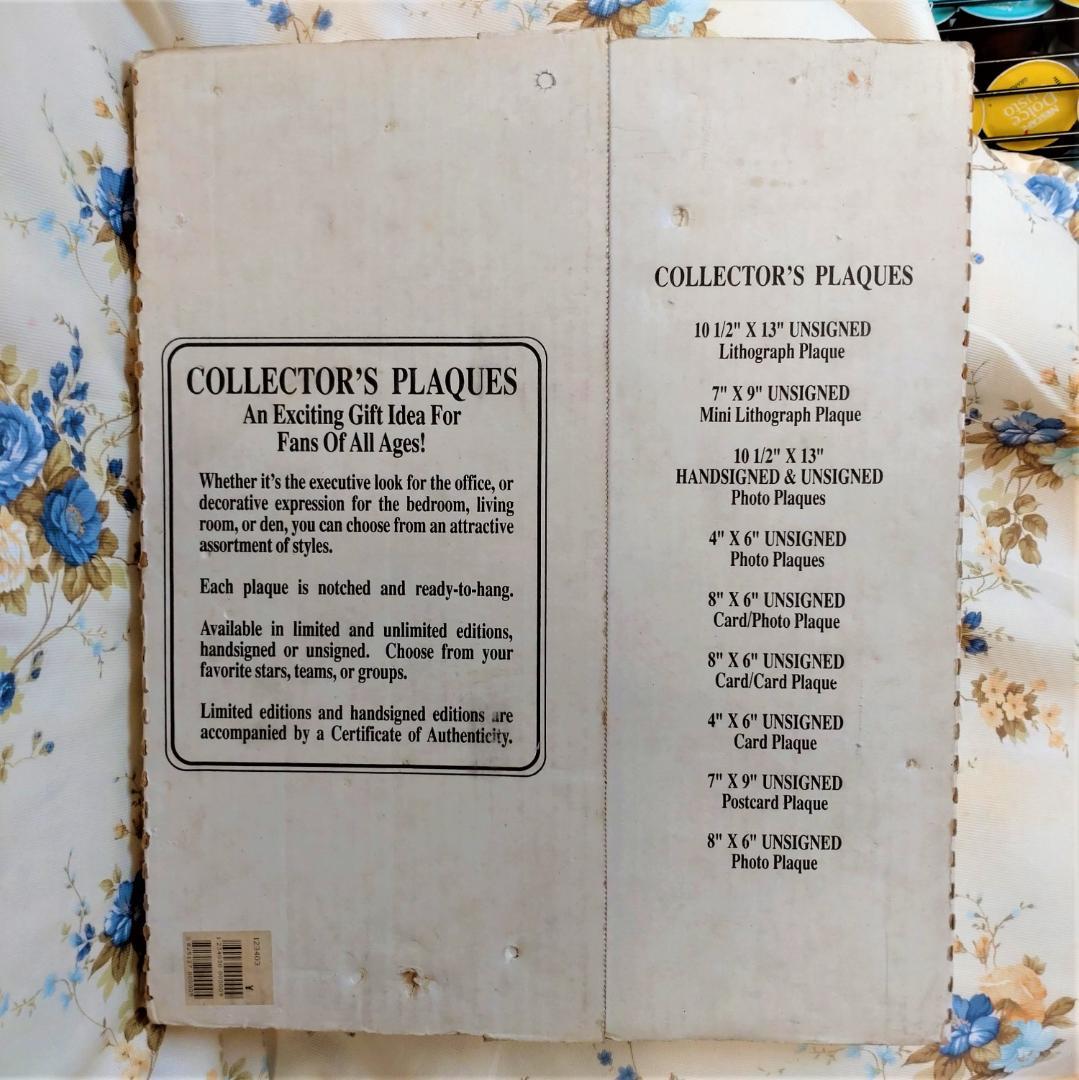 COLLECTOR'S PLAQUES
An Exciting Gift Idea For
Fans Of All Ages!
Whether it's the executive look for the office, or
decorative expression for the bedroom, living
room, or den, you can choose from an attractive
assortment of styles.
Each plaque is notched and ready-to-hang.
Available in limited and unlimited editions,
handsigned or unsigned. Choose from your
favorite stars, teams, or groups.
Limited editions and handsigned editions are
accompanied by a Certificate of Authenticity.
COLLECTOR'S PLAQUES
10 1/2" X 13" UNSIGNED
Lithograph Plaque
7" X 9" UNSIGNED
Mini Lithograph Plaque
10 1/2" X 13"
HANDSIGNED & UNSIGNED
Photo Plaques
4" X 6" UNSIGNED
Photo Plaques
8" X 6" UNSIGNED
Card/Photo Plaque
8" X 6" UNSIGNED
Card/Card Plaque
4" X 6" UNSIGNED
Card Plaque
7" X 9" UNSIGNED
Postcard Plaque
8" X 6" UNSIGNED
Photo Plaque
123403
¥
NESCAFÉ
Dolce
Gusto